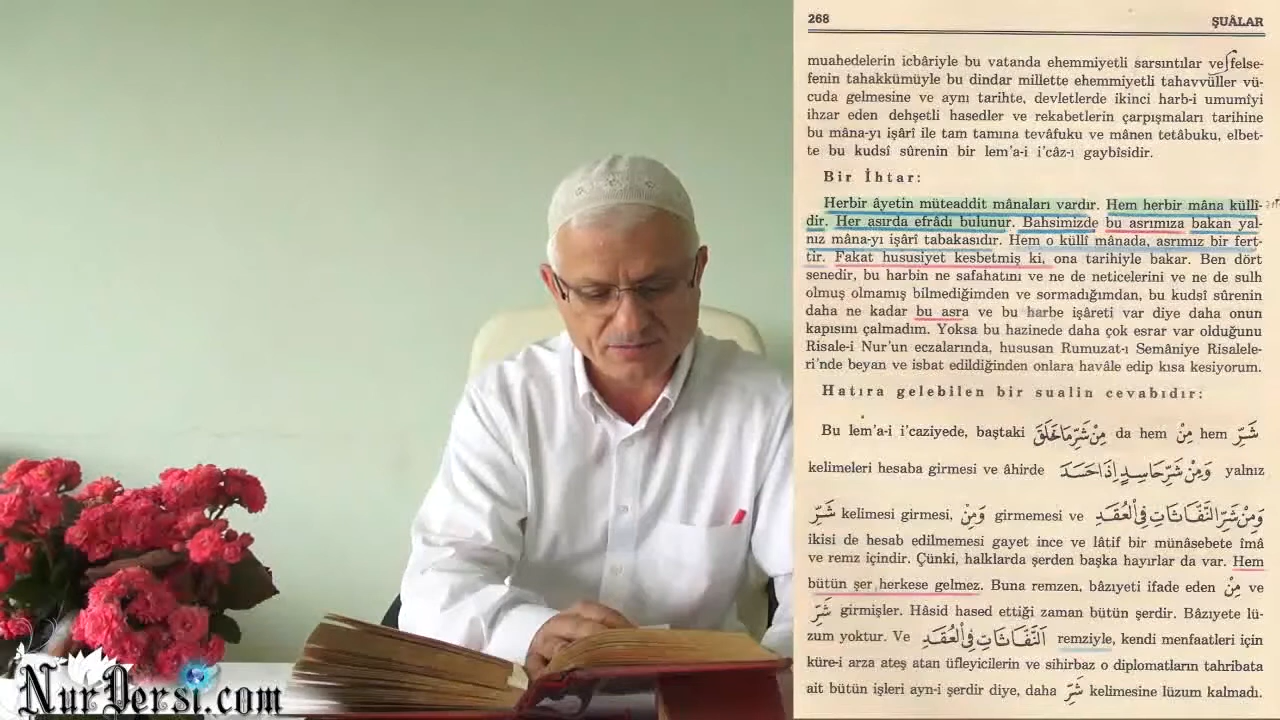 268
ŞUÂLAR
muahedelerin icbâriyle bu vatanda ehemmiyetli sarsıntılar ve felse-
fenin tahakkümüyle bu dindar millette ehemmiyetli tahavvüller vü-
cuda gelmesine ve aynı tarihte, devletlerde ikinci harb-i umumîyi
ihzar eden dehşetli hasedler ve rekabetlerin çarpışmaları tarihine
bu mâna-yı işârî ile tam tamına tevâfuku ve mânen tetâbuku, elbet-
te bu kudsî sûrenin bir lem'a-i i'câz-ı gaybîsidir.
Bir İhtar:
Herbir âyetin müteaddit mânaları vardır. Hem herbir mâna küllî-
dir. Her asırda efrâdı bulunur. Bahsimizde bu asrımıza bakan yal-
nız mâna-yı işârî tabakasıdır. Hem o küllî mânada, asrımız bir fert-
tir. Fakat hususiyet kesbetmiş ki, ona tarihiyle bakar. Ben dört
senedir, bu harbin ne safahatını ve ne de neticelerini ve ne de sulh
olmuş olmamış bilmediğimden ve sormadığımdan, bu kudsî sûrenin
daha ne kadar bu asra ve bu harbe işâreti var diye daha onun
kapısını çalmadım. Yoksa bu hazinede daha çok esrar var olduğunu
Risale-i Nur'un eczalarında, hususan Rumuzat-ı Semâniye Risalele-
ri'nde beyan ve isbat edildiğinden onlara havâle edip kısa kesiyorum.
Hatıra gelebilen bir sualin cevabıdır:
Bu lem'a-i i'caziyede, baştaki مِنْ شَرِّ مَا خَلَقَ da hem مِنْ hem شَرِّ
kelimeleri hesaba girmesi ve âhirde وَمِنْ شَرِّ حَاسِدٍ اِذَا حَسَدَ yalnız
شَرِّ kelimesi girmesi, وَمِنْ girmemesi ve وَمِنْ شَرِّ النَّفَّاثَاتِ فِى الْعُقَدِ
ikisi de hesab edilmemesi gayet ince ve lâtif bir münâsebete îmâ
ve remz içindir. Çünki, halklarda şerden başka hayırlar da var. Hem
bütün şer herkese gelmez. Buna remzen, bâzıyeti ifade eden مِنْ ve
شَرِّ girmişler. Hâsid hased ettiği zaman bütün şerdir. Bâzıyete lü-
zum yoktur. Ve اَلنَّفَّاثَاتِ فِى الْعُقَدِ remziyle, kendi menfaatleri için
küre-i arza ateş atan üfleyicilerin ve sihirbaz o diplomatların tahribata
ait bütün işleri ayn-i şerdir diye, daha شَرِّ kelimesine lüzum kalmadı.
NurDersi.com